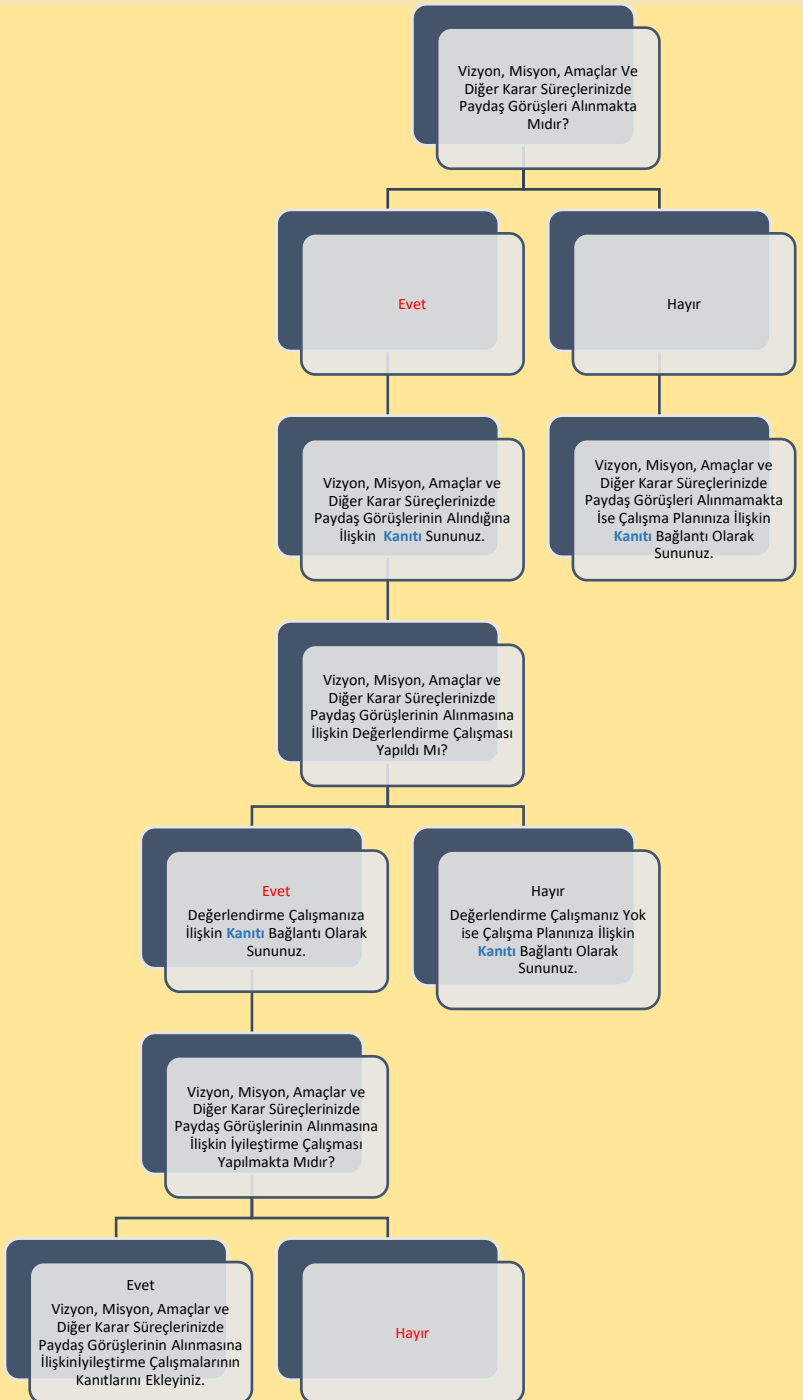 Vizyon, Misyon, Amaçlar Ve
Diğer Karar Süreçlerinizde
Paydaş Görüşleri Alınmakta
Mıdır?
Evet
Hayır
Vizyon, Misyon, Amaçlar ve
Diğer Karar Süreçlerinizde
Paydaş Görüşlerinin Alındığına
İlişkin Kanıtı Sununuz.
Vizyon, Misyon, Amaçlar ve
Diğer Karar Süreçlerinizde
Paydaş Görüşleri Alınmamakta
İse Çalışma Planınıza İlişkin
Kanıtı Bağlantı Olarak
Sununuz.
Vizyon, Misyon, Amaçlar ve
Diğer Karar Süreçlerinizde
Paydaş Görüşlerinin Alınmasına
İlişkin Değerlendirme Çalışması
Yapıldı Mı?
Evet
Değerlendirme Çalışmanıza
İlişkin Kanıtı Bağlantı Olarak
Sununuz.
Hayır
Değerlendirme Çalışmanız Yok
ise Çalışma Planınıza İlişkin
Kanıtı Bağlantı Olarak
Sununuz.
Vizyon, Misyon, Amaçlar ve
Diğer Karar Süreçlerinizde
Paydaş Görüşlerinin Alınmasına
İlişkin İyileştirme Çalışması
Yapılmakta Mıdır?
Evet
Vizyon, Misyon, Amaçlar ve
Diğer Karar Süreçlerinizde
Paydaş Görüşlerinin Alınmasına
İlişkinİyileştirme Çalışmalarının
Kanıtlarını Ekleyiniz.
Hayır